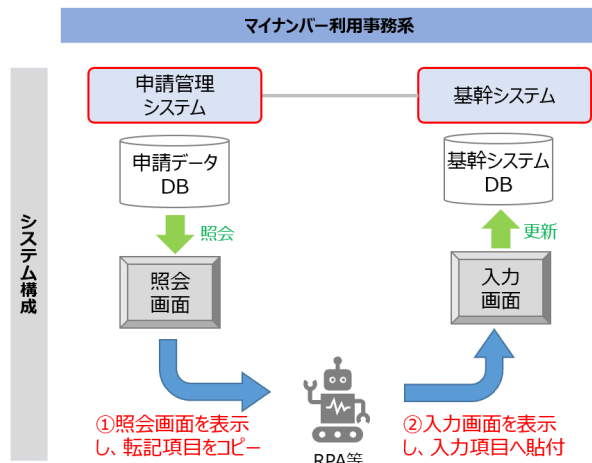 マイナンバー利用事務系
システム構成
申請管理
システム
基幹システム
申請データ
DB
基幹システム
DB
照会
更新
照会
画面
入力
画面
①照会画面を表示
し、転記項目をコピー
②入力画面を表示
し、入力項目へ貼付
RPA等